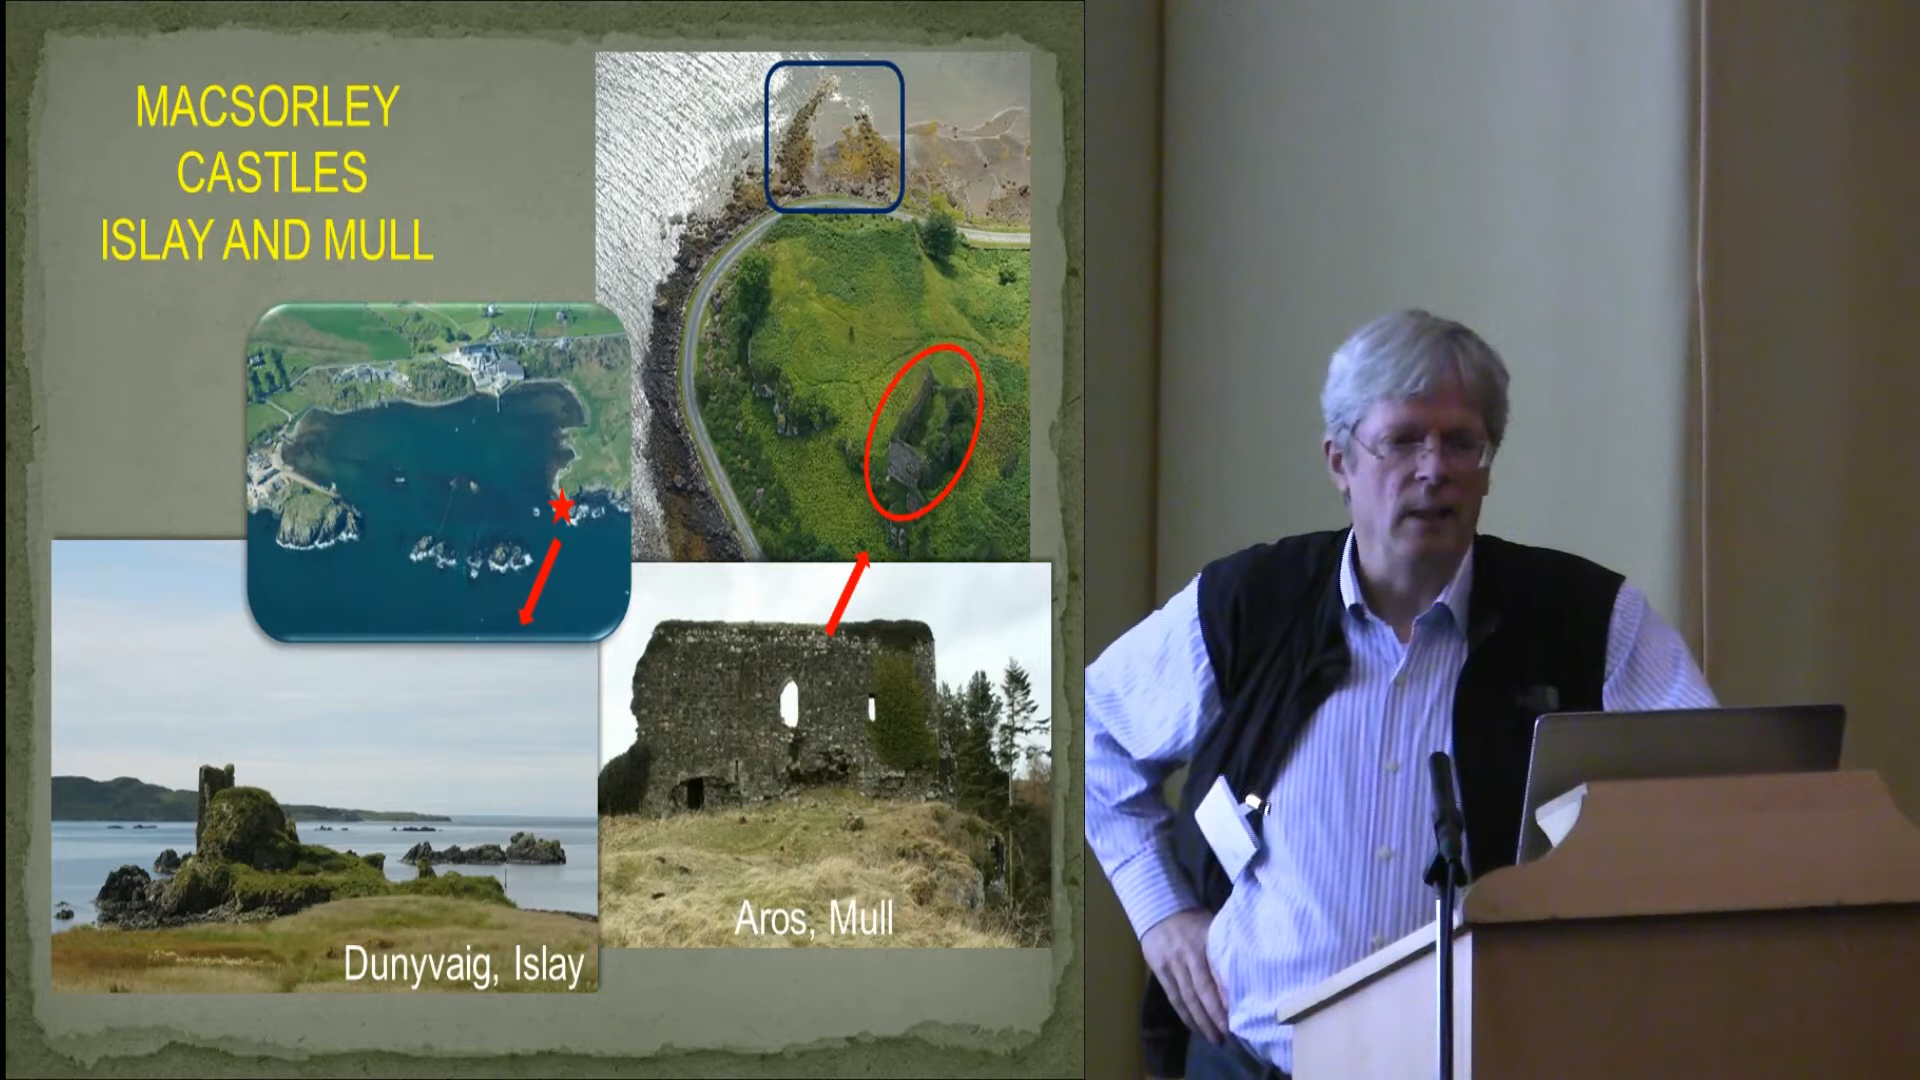 MACSORLEY
CASTLES
ISLAY AND MULL
Aros, Mull
Dunyvaig, Islay